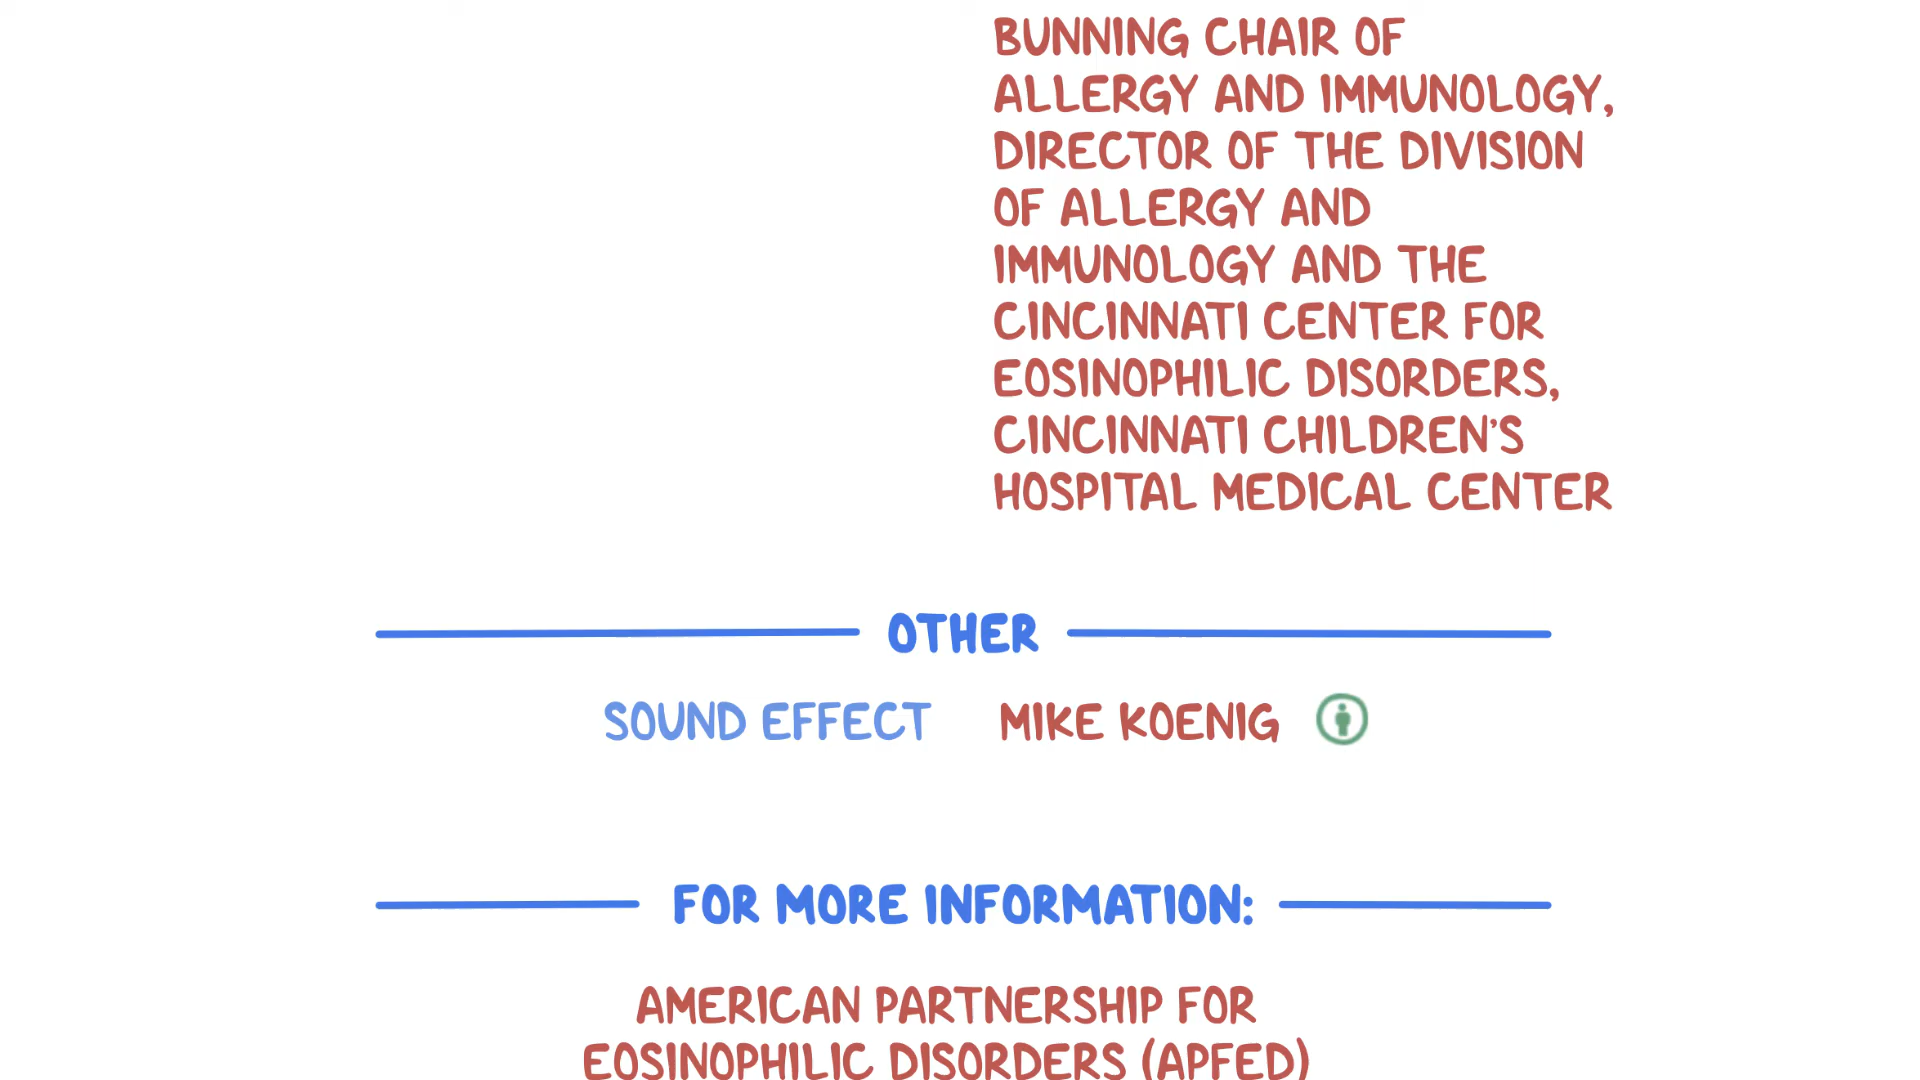 BUNNING CHAIR OF
ALLERGY AND IMMUNOLOGY,
DIRECTOR OF THE DIVISION
OF ALLERGY AND
IMMUNOLOGY AND THE
CINCINNATI CENTER FOR
EOSINOPHILIC DISORDERS,
CINCINNATI CHILDREN'S
HOSPITAL MEDICAL CENTER
OTHER
SOUND EFFECT MIKE KOENIG
FOR MORE INFORMATION:
AMERICAN PARTNERSHIP FOR
EOSINOPHILIC DISORDERS (APFED)